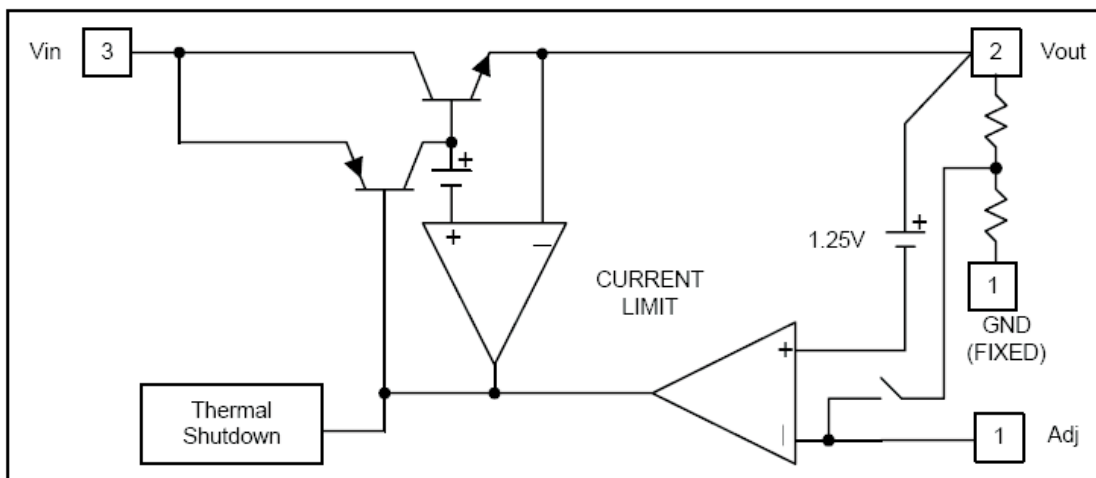 Vin 3
2 Vout
+
+ −
1.25V +
CURRENT
LIMIT
1
GND
(FIXED)
+
Thermal
Shutdown
− 1 Adj